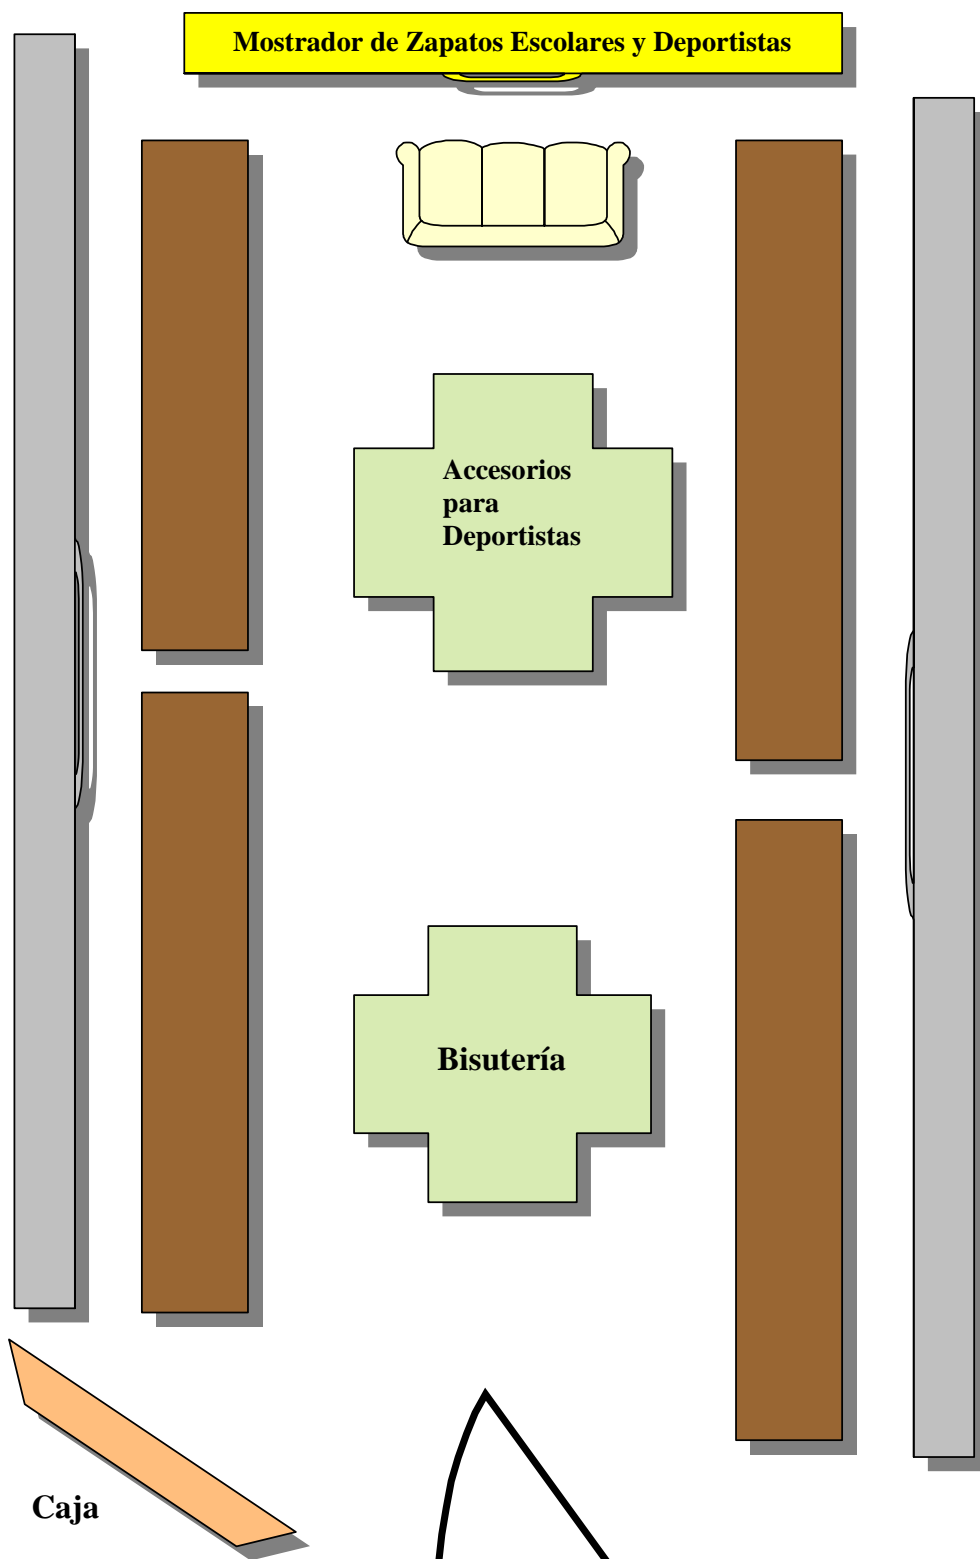 Mostrador de Zapatos Escolares y Deportistas
Accesorios
para
Deportistas
Bisutería
Caja